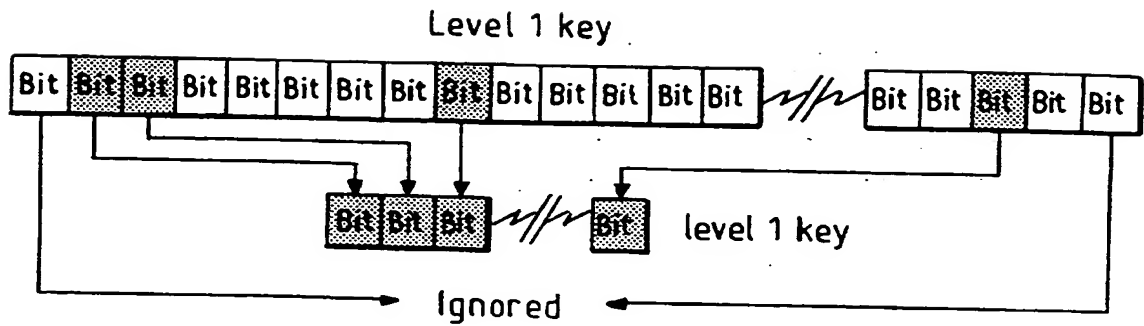 Level 1 key
Bit Bit Bit Bit Bit Bit Bit Bit Bit Bit Bit Bit Bit Bit Bit Bit Bit Bit Bit
Bit Bit Bit Bit level 1 key
Ignored